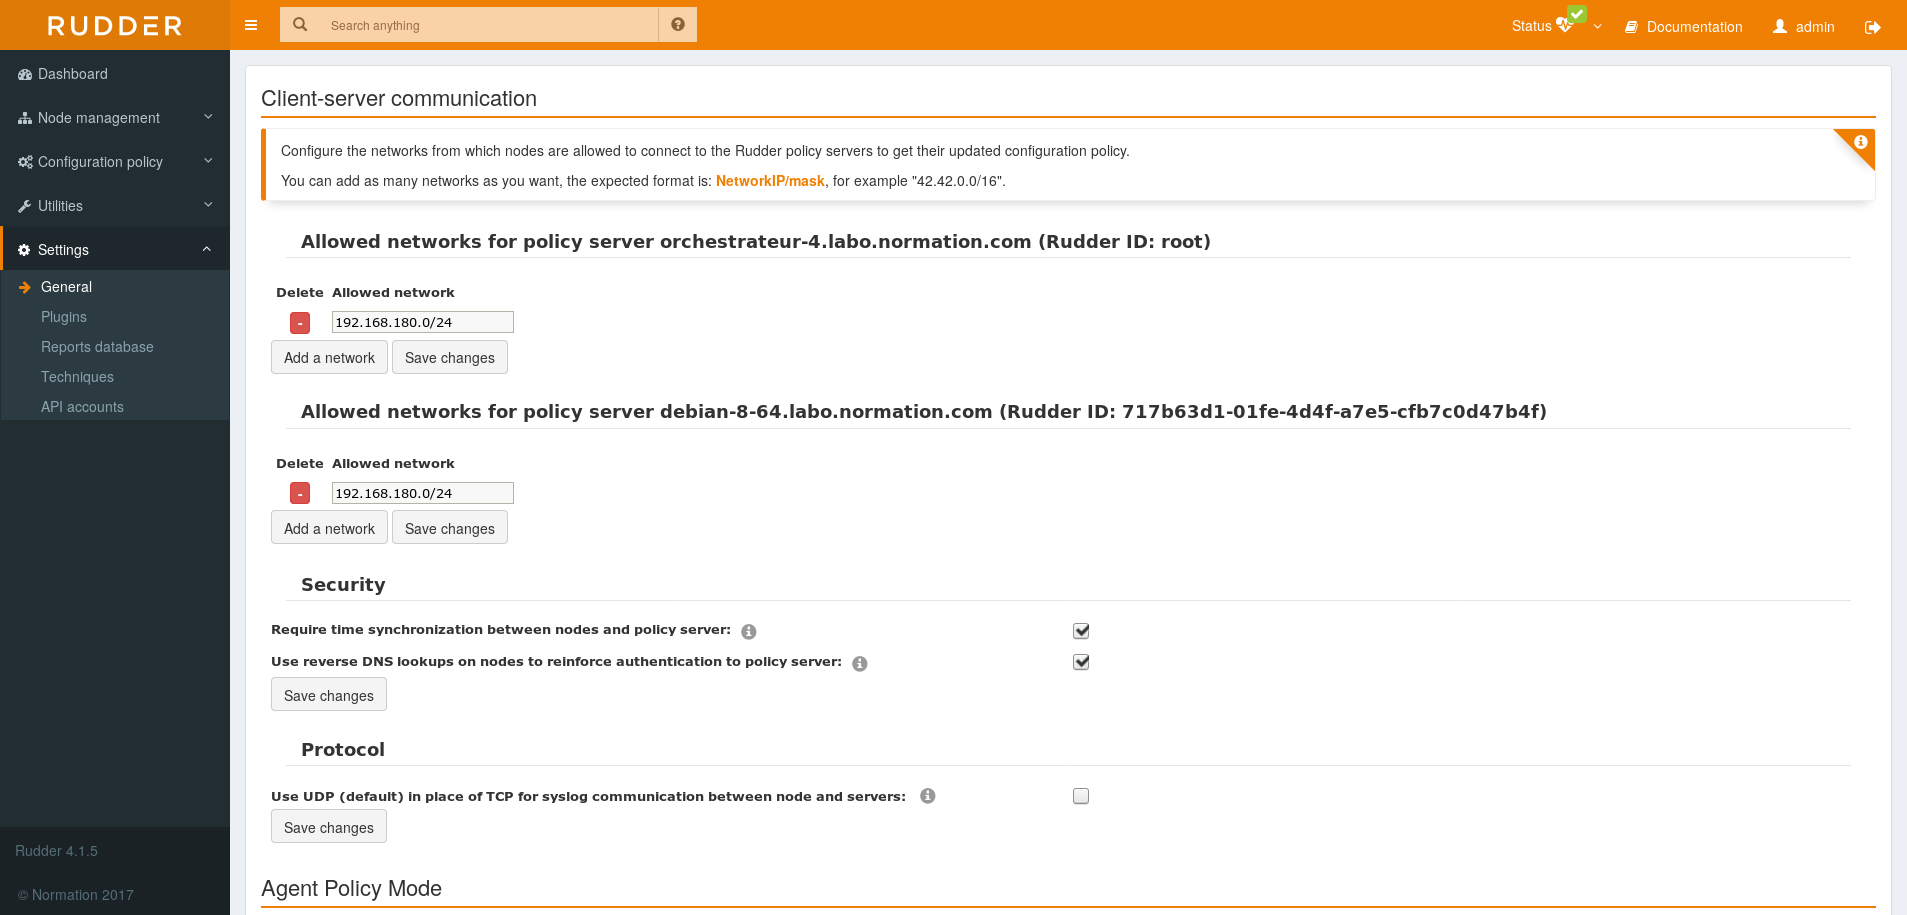 RUDDER
Search anything
Status
Documentation
admin
Dashboard
Node management
Configuration policy
Utilities
Settings
General
Plugins
Reports database
Techniques
API accounts
Rudder 4.1.5
© Normation 2017
Client-server communication
Configure the networks from which nodes are allowed to connect to the Rudder policy servers to get their updated configuration policy.
You can add as many networks as you want, the expected format is: NetworkIP/mask, for example "42.42.0.0/16".
Allowed networks for policy server orchestrateur-4.labo.normation.com (Rudder ID: root)
Delete Allowed network
- 192.168.180.0/24
Add a network Save changes
Allowed networks for policy server debian-8-64.labo.normation.com (Rudder ID: 717b63d1-01fe-4d4f-a7e5-cfb7c0d47b4f)
Delete Allowed network
- 192.168.180.0/24
Add a network Save changes
Security
Require time synchronization between nodes and policy server:
Use reverse DNS lookups on nodes to reinforce authentication to policy server:
Save changes
Protocol
Use UDP (default) in place of TCP for syslog communication between node and servers:
Save changes
Agent Policy Mode